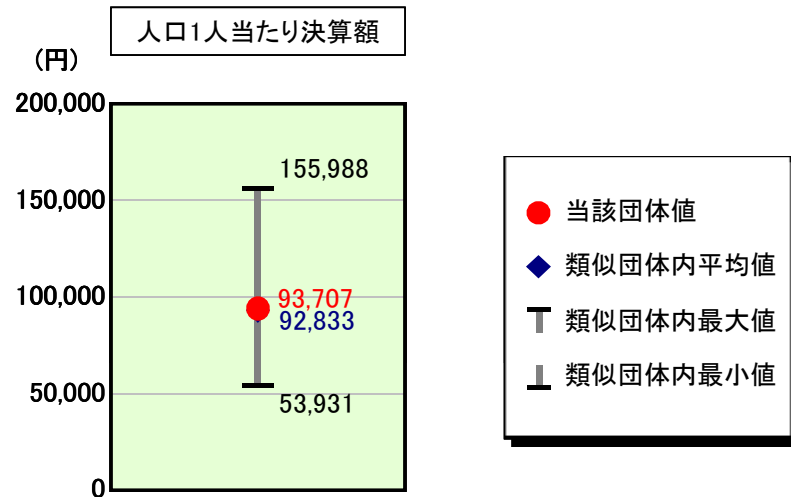 人口1人当たり決算額
(円)
200,000
155,988
150,000
100,000
93,707
92,833
50,000
53,931
0
当該団体値
類似団体内平均値
類似団体内最大値
類似団体内最小値